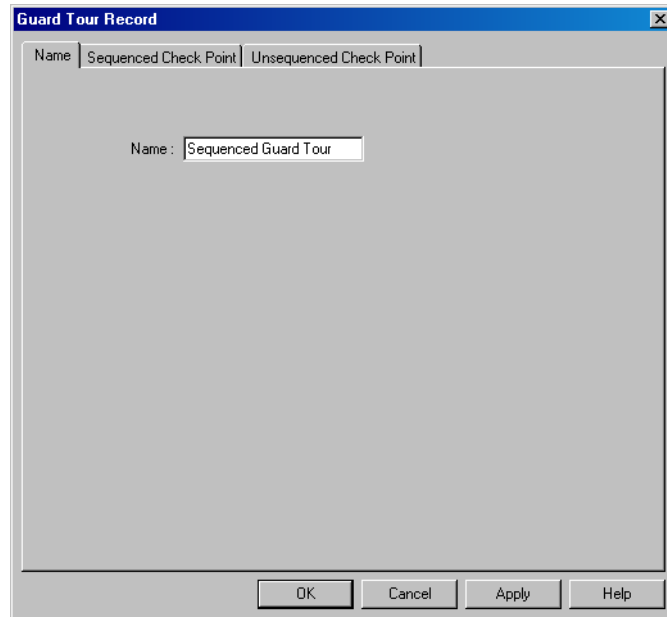 Guard Tour Record
Name Sequenced Check Point Unsequenced Check Point
Name : Sequenced Guard Tour
OK Cancel Apply Help